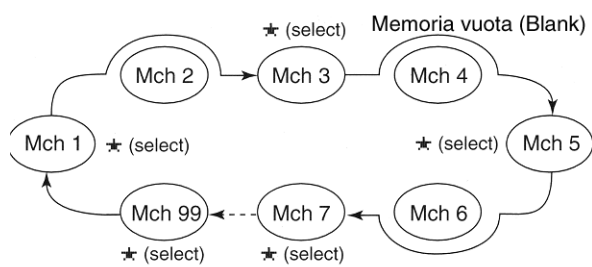 ★ (select)
Memoria vuota (Blank)
Mch 2
Mch 3
Mch 4
Mch 1
★ (select)
★ (select)
Mch 5
Mch 99
Mch 7
Mch 6
★ (select)
★ (select)